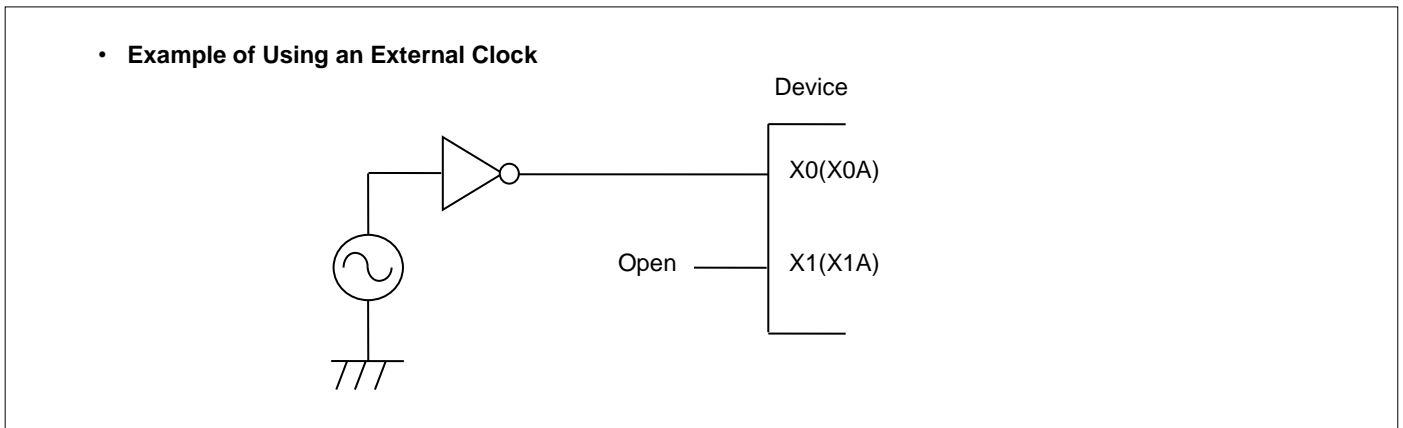 • Example of Using an External Clock
Device
X0(X0A)
Open
X1(X1A)